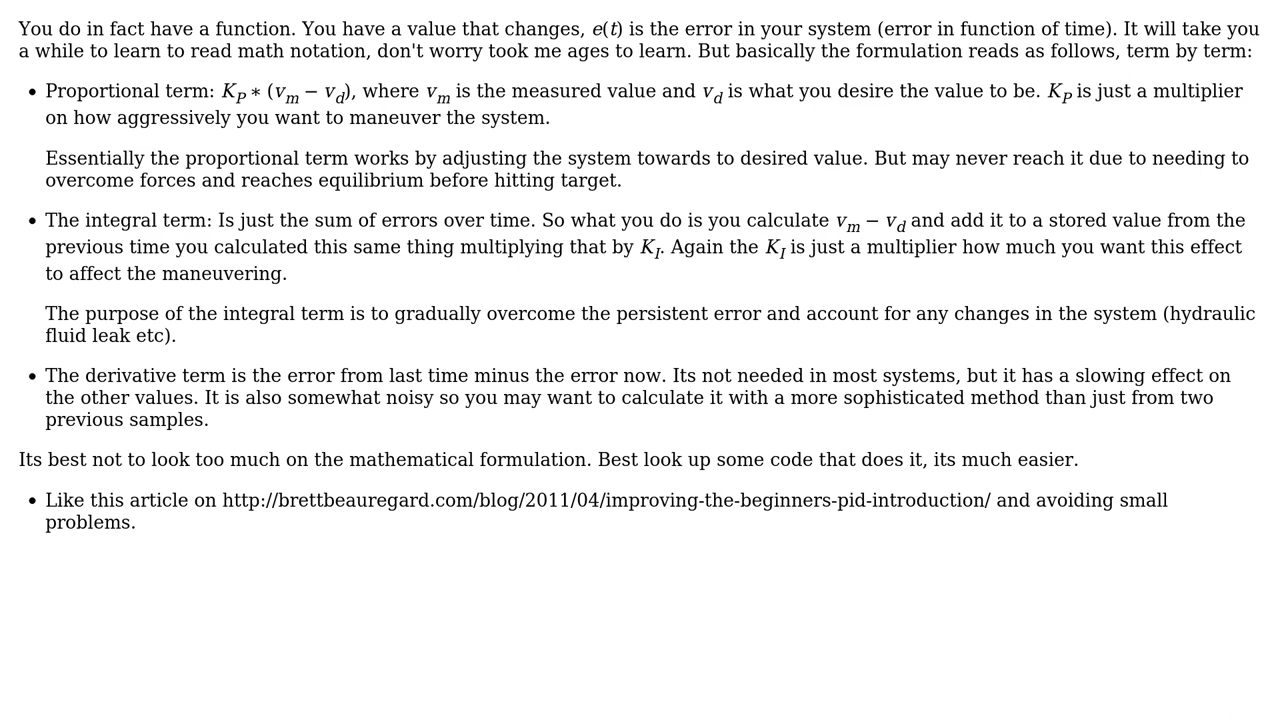 You do in fact have a function. You have a value that changes, e(t) is the error in your system (error in function of time). It will take you
a while to learn to read math notation, don't worry took me ages to learn. But basically the formulation reads as follows, term by term:
• Proportional term: K_P * (v_m − v_d), where v_m is the measured value and v_d is what you desire the value to be. K_P is just a multiplier
on how aggressively you want to maneuver the system.
Essentially the proportional term works by adjusting the system towards to desired value. But may never reach it due to needing to
overcome forces and reaches equilibrium before hitting target.
• The integral term: Is just the sum of errors over time. So what you do is you calculate v_m − v_d and add it to a stored value from the
previous time you calculated this same thing multiplying that by K_I. Again the K_I is just a multiplier how much you want this effect
to affect the maneuvering.
The purpose of the integral term is to gradually overcome the persistent error and account for any changes in the system (hydraulic
fluid leak etc).
• The derivative term is the error from last time minus the error now. Its not needed in most systems, but it has a slowing effect on
the other values. It is also somewhat noisy so you may want to calculate it with a more sophisticated method than just from two
previous samples.
Its best not to look too much on the mathematical formulation. Best look up some code that does it, its much easier.
• Like this article on http://brettbeauregard.com/blog/2011/04/improving-the-beginners-pid-introduction/ and avoiding small
problems.